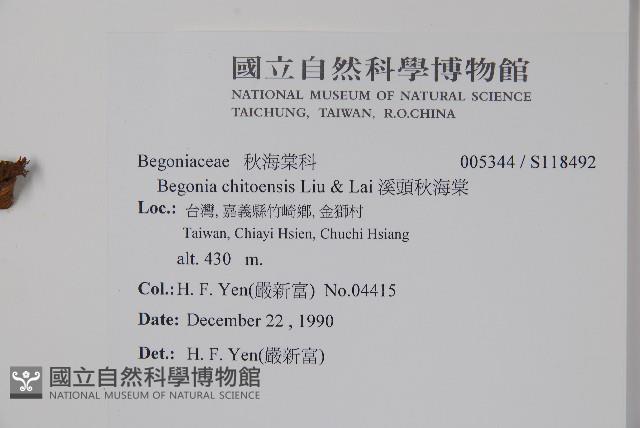 國立自然科學博物館
NATIONAL MUSEUM OF NATURAL SCIENCE
TAICHUNG, TAIWAN, R.O.CHINA
Begoniaceae 秋海棠科 005344 / S118492
Begonia chitoensis Liu & Lai 溪頭秋海棠
Loc.: 台灣, 嘉義縣竹崎鄉, 金獅村
Taiwan, Chiayi Hsien, Chuchi Hsiang
alt. 430 m.
Col.: H. F. Yen(嚴新富) No.04415
Date: December 22 , 1990
Det.: H. F. Yen(嚴新富)
國立自然科學博物館
NATIONAL MUSEUM OF NATURAL SCIENCE